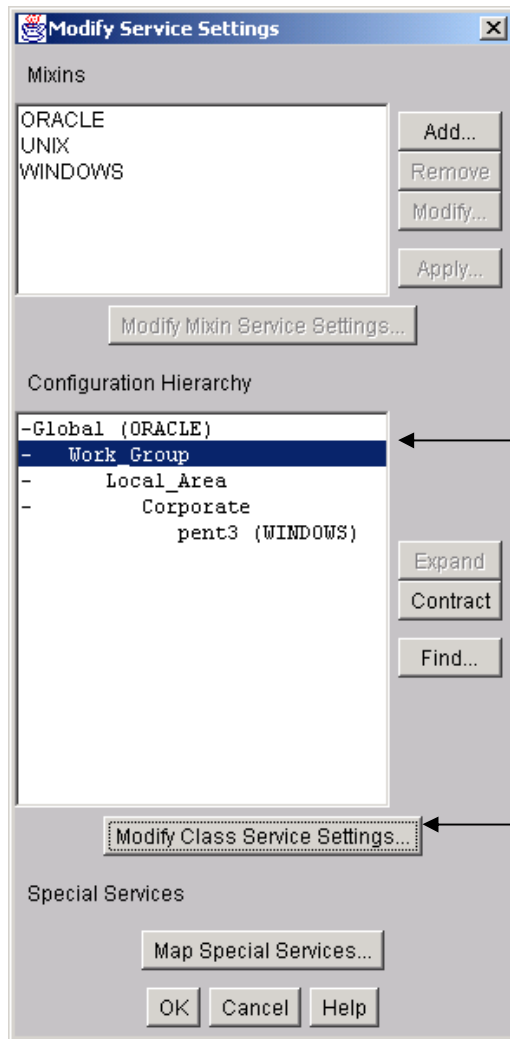 Modify Service Settings
Mixins
ORACLE
UNIX
WINDOWS
Add...
Remove
Modify...
Apply...
Modify Mixin Service Settings...
Configuration Hierarchy
-Global (ORACLE)
-   Work_Group
-      Local_Area
-         Corporate
pent3 (WINDOWS)
Expand
Contract
Find...
Modify Class Service Settings...
Special Services
Map Special Services...
OK Cancel Help